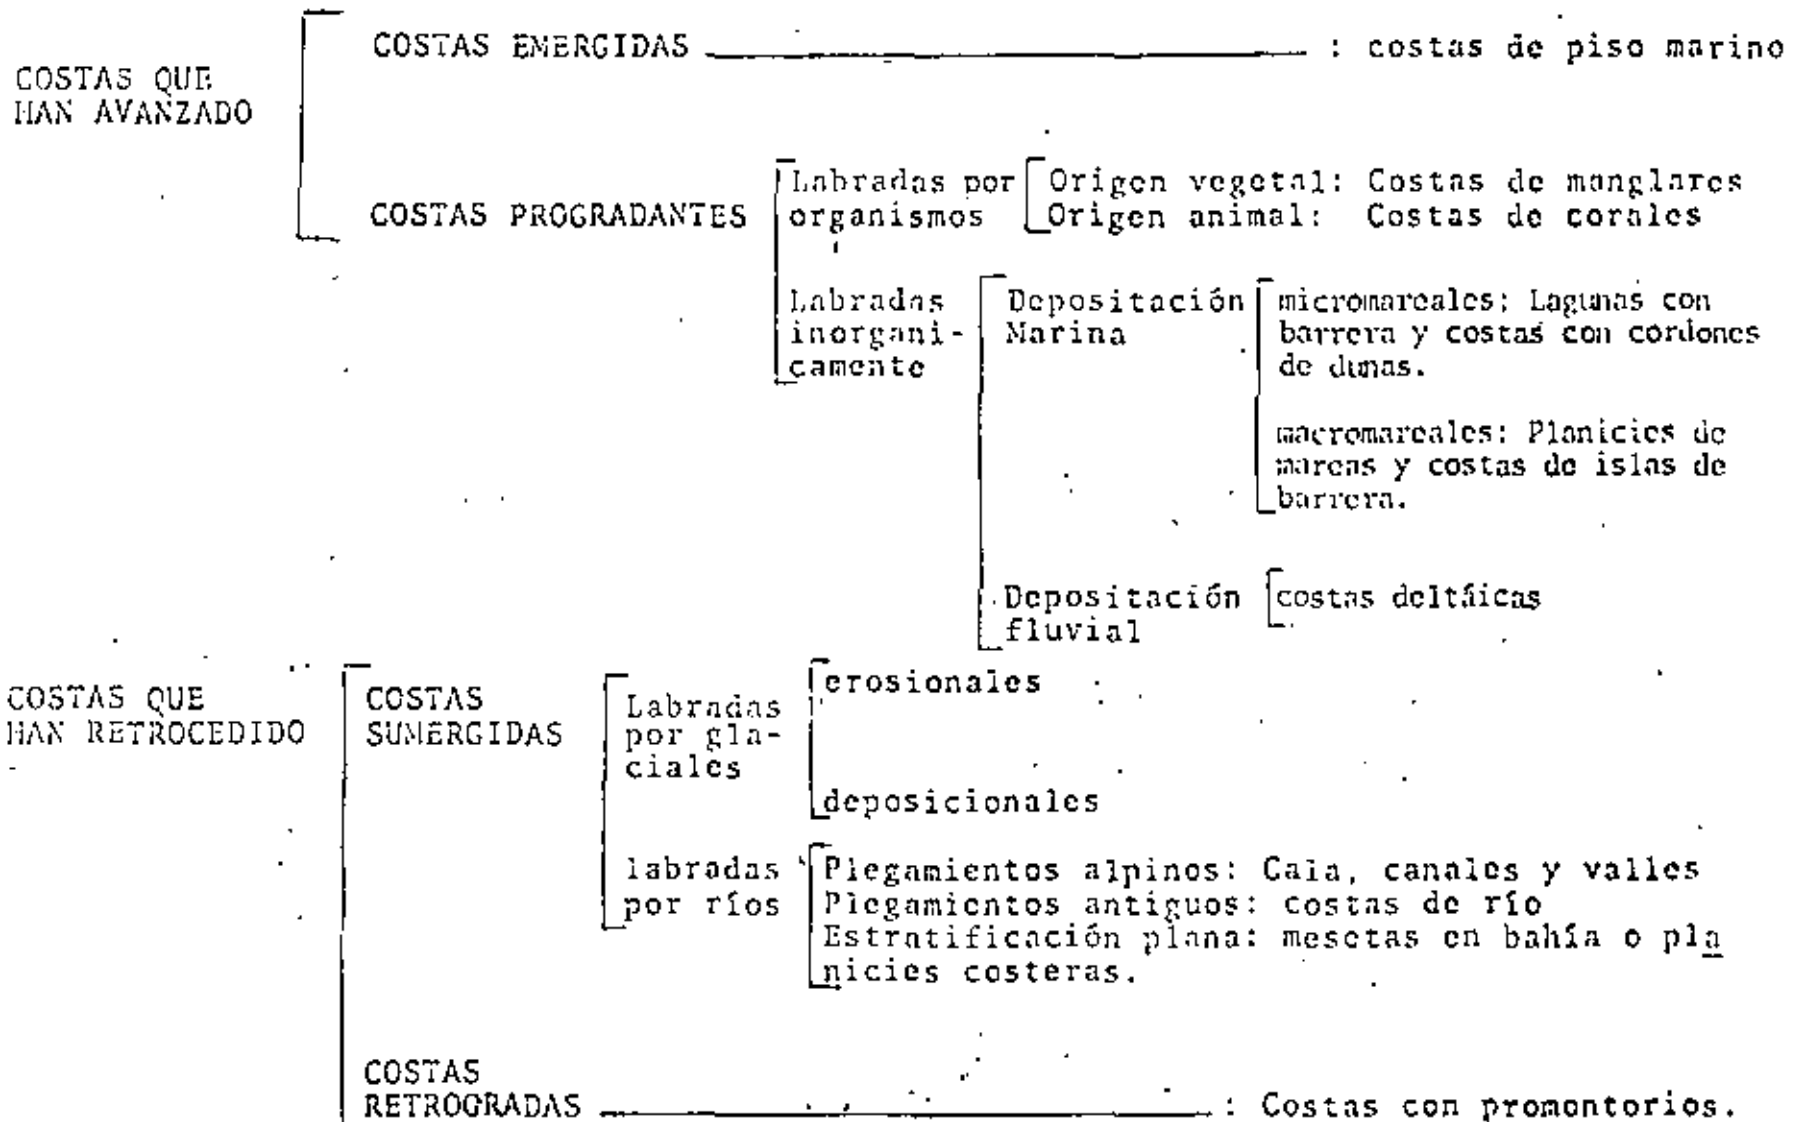 COSTAS QUE
HAN AVANZADO
COSTAS EMERGIDAS : costas de piso marino
COSTAS PROGRADANTES
Labradas por
organismos
Origen vegetal: Costas de manglares
Origen animal: Costas de corales
Labradas
inorgani-
camente
Depositación
Marina
micromareales: Lagunas con
barrera y costas con cordones
de dunas.
macromareales: Planicies de
mareas y costas de islas de
barrera.
Depositación
fluvial
costas deltáicas
COSTAS QUE
HAN RETROCEDIDO
COSTAS
SUMERGIDAS
Labradas
por gla-
ciales
erosionales
deposicionales
labradas
por ríos
Plegamientos alpinos: Cala, canales y valles
Plegamientos antiguos: costas de río
Estratificación plana: mesetas en bahía o pla
nicies costeras.
COSTAS
RETROGRADAS : Costas con promontorios.